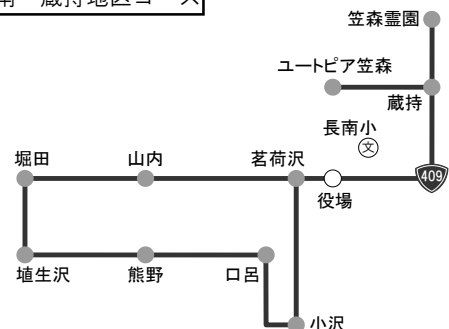 蔵持地区コース
笠森霊園
ユートピア笠森
蔵持
長南小
文
409
堀田
山内
茗荷沢
役場
埴生沢
熊野
口呂
小沢